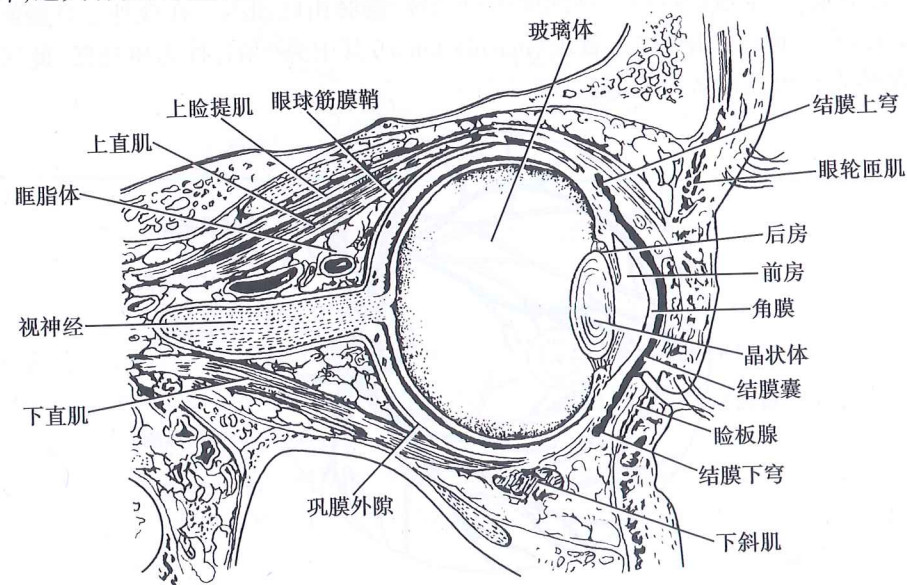 玻璃体
上睑提肌
眼球筋膜鞘
结膜上穹
上直肌
眼轮匝肌
眶脂体
后房
前房
视神经
角膜
晶状体
结膜囊
下直肌
睑板腺
结膜下穹
巩膜外隙
下斜肌